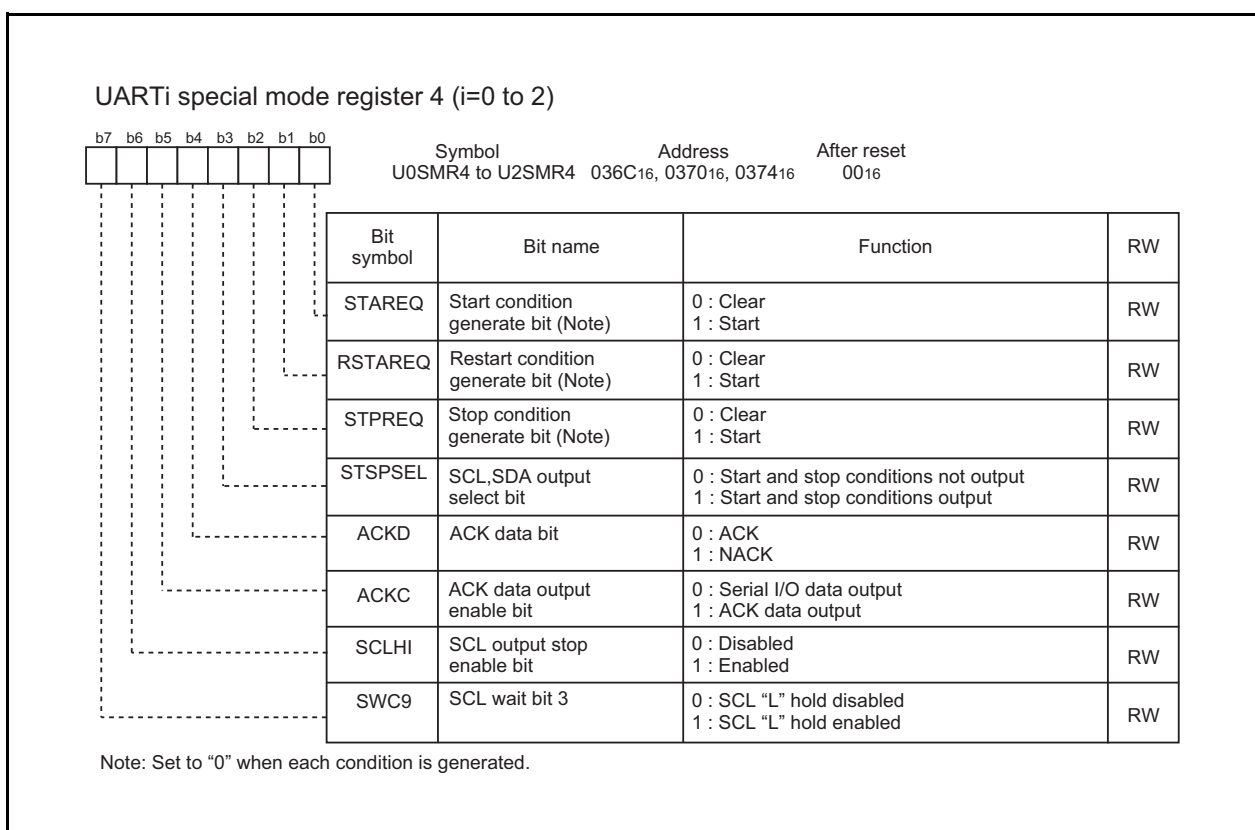 UARTi special mode register 4 (i=0 to 2)
b7 b6 b5 b4 b3 b2 b1 b0
Symbol Address After reset
U0SMR4 to U2SMR4 036C16, 037016, 037416 0016
Bit symbol Bit name Function RW
STAREQ Start condition generate bit (Note) 0 : Clear 1 : Start RW
RSTAREQ Restart condition generate bit (Note) 0 : Clear 1 : Start RW
STPREQ Stop condition generate bit (Note) 0 : Clear 1 : Start RW
STSPSEL SCL,SDA output select bit 0 : Start and stop conditions not output 1 : Start and stop conditions output RW
ACKD ACK data bit 0 : ACK 1 : NACK RW
ACKC ACK data output enable bit 0 : Serial I/O data output 1 : ACK data output RW
SCLHI SCL output stop enable bit 0 : Disabled 1 : Enabled RW
SWC9 SCL wait bit 3 0 : SCL “L” hold disabled 1 : SCL “L” hold enabled RW
Note: Set to “0” when each condition is generated.